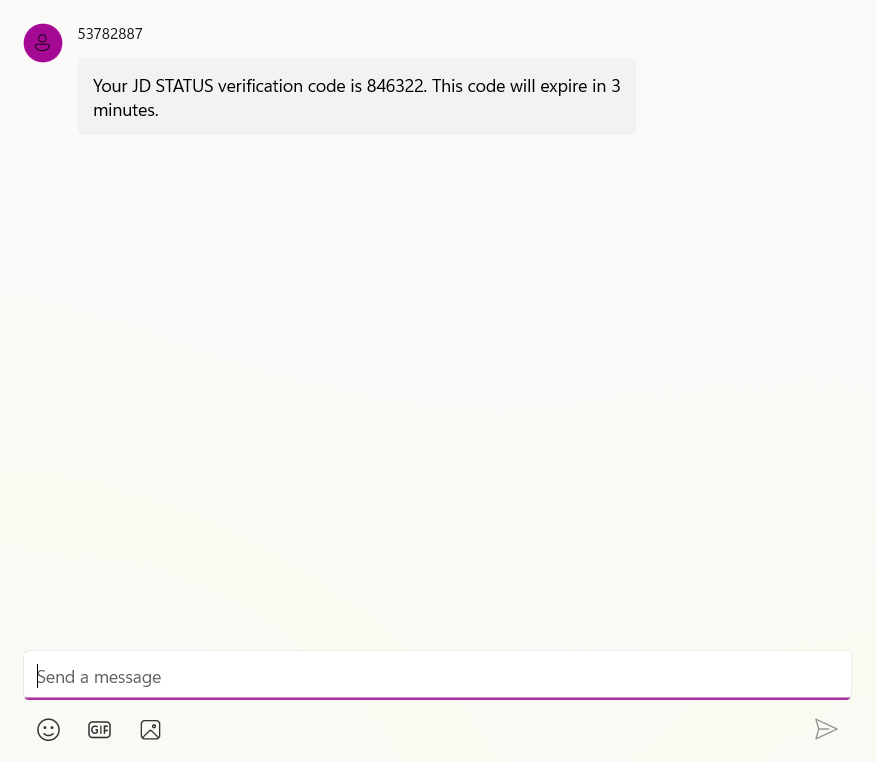 53782887
Your JD STATUS verification code is 846322. This code will expire in 3
minutes.
Send a message
GIF